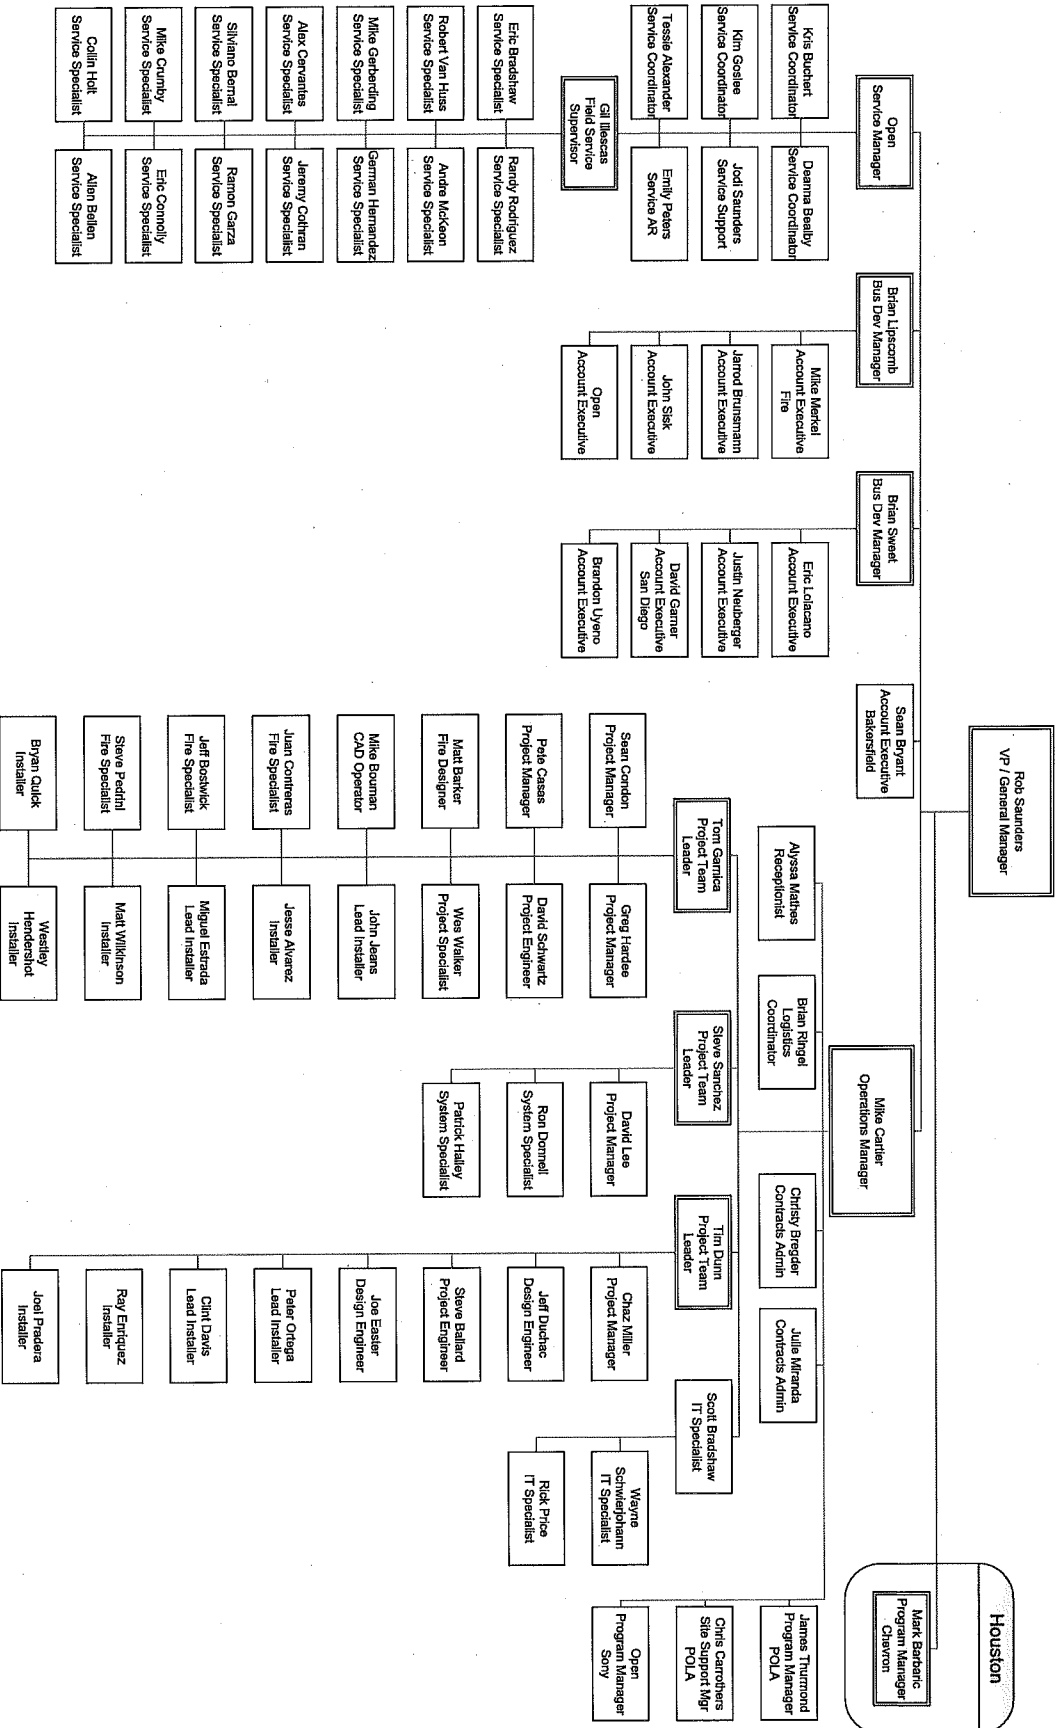 Rob Saunders
VP / General Manager
Houston
Mark Barbaric
Program Manager
Chevron
Open
Service Manager
Kris Buchert
Service Coordinator
Deanna Bealby
Service Coordinator
Kim Goslee
Service Coordinator
Jodi Saunders
Service Support
Tessie Alexander
Service Coordinator
Emily Peters
Service AR
Gil Illescas
Field Service
Supervisor
Eric Bradshaw
Service Specialist
Randy Rodriguez
Service Specialist
Robert Van Huss
Service Specialist
Andre McKeon
Service Specialist
Mike Gerberding
Service Specialist
German Hernandez
Service Specialist
Alex Cervantes
Service Specialist
Jeremy Cothran
Service Specialist
Silviano Bernal
Service Specialist
Ramon Garza
Service Specialist
Mike Crumby
Service Specialist
Eric Connolly
Service Specialist
Collin Holt
Service Specialist
Allen Bellen
Service Specialist
Brian Lipscomb
Bus Dev Manager
Mike Merkel
Account Executive
Fire
Jarrod Brunsmann
Account Executive
John Sisk
Account Executive
Open
Account Executive
Brian Sweet
Bus Dev Manager
Eric Lolacano
Account Executive
Justin Neuberger
Account Executive
David Garner
Account Executive
San Diego
Brandon Uyeno
Account Executive
Sean Bryant
Account Executive
Bakersfield
Mike Cartier
Operations Manager
Alyssa Mathes
Receptionist
Brian Ringel
Logistics
Coordinator
Christy Bregder
Contracts Admin
Julie Miranda
Contracts Admin
James Thurmond
Program Manager
POLA
Chris Carrothers
Site Support Mgr
POLA
Open
Program Manager
Sony
Tom Garnica
Project Team
Leader
Sean Condon
Project Manager
Greg Hardee
Project Manager
Pete Casas
Project Manager
David Schwartz
Project Engineer
Matt Barker
Fire Designer
Wes Walker
Project Specialist
Mike Bouman
CAD Operator
John Jeans
Lead Installer
Juan Contreras
Fire Specialist
Jesse Alvarez
Installer
Jeff Bostwick
Fire Specialist
Miguel Estrada
Lead Installer
Steve Pedrini
Fire Specialist
Matt Wilkinson
Installer
Bryan Quick
Installer
Westley
Hendershot
Installer
Steve Sanchez
Project Team
Leader
David Lee
Project Manager
Ron Donnell
System Specialist
Patrick Halley
System Specialist
Tim Dunn
Project Team
Leader
Chaz Miller
Project Manager
Jeff Duchac
Design Engineer
Steve Ballard
Project Engineer
Joe Easler
Design Engineer
Peter Ortega
Lead Installer
Clint Davis
Lead Installer
Ray Enriquez
Installer
Joel Pradera
Installer
Scott Bradshaw
IT Specialist
Wayne
Schwierjohann
IT Specialist
Rick Price
IT Specialist